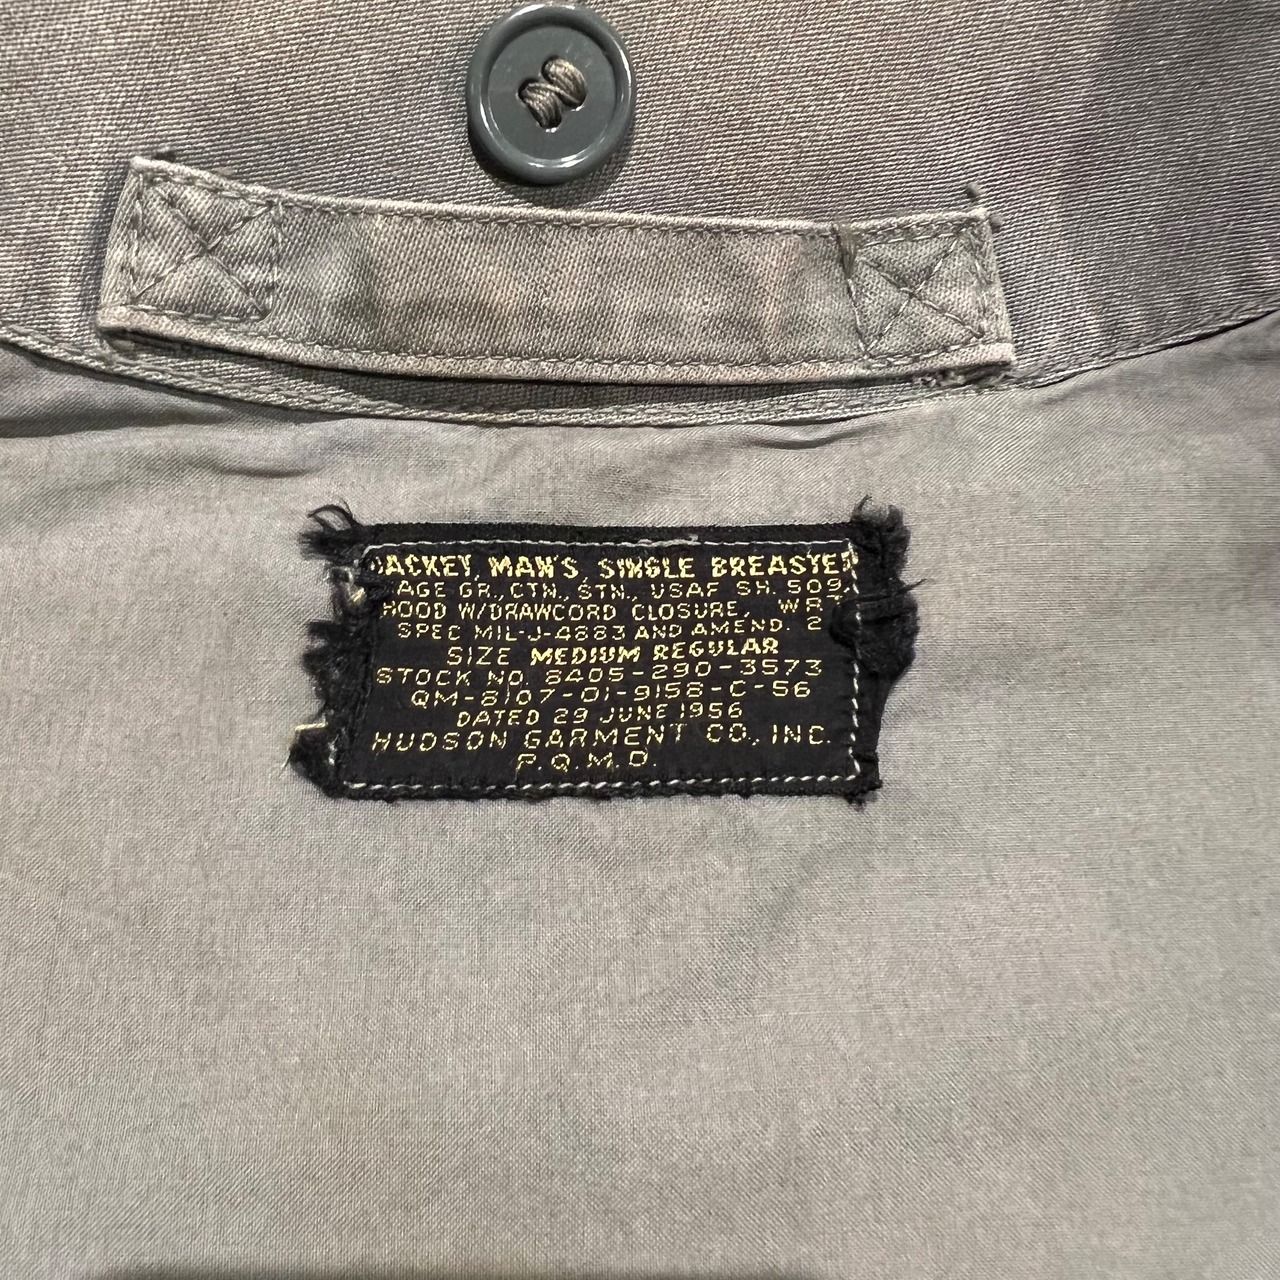 JACKET, MAN'S, SINGLE BREASTED
SAGE GR., CTN., STN., USAF SH. 509,
HOOD W/DRAWCORD CLOSURE, WRT
SPEC MIL-J-4883 AND AMEND. 2
SIZE MEDIUM REGULAR
STOCK NO. 8405-290-3573
QM-8107-01-9158-C-56
DATED 29 JUNE 1956
HUDSON GARMENT CO., INC.
P.Q.M.D.